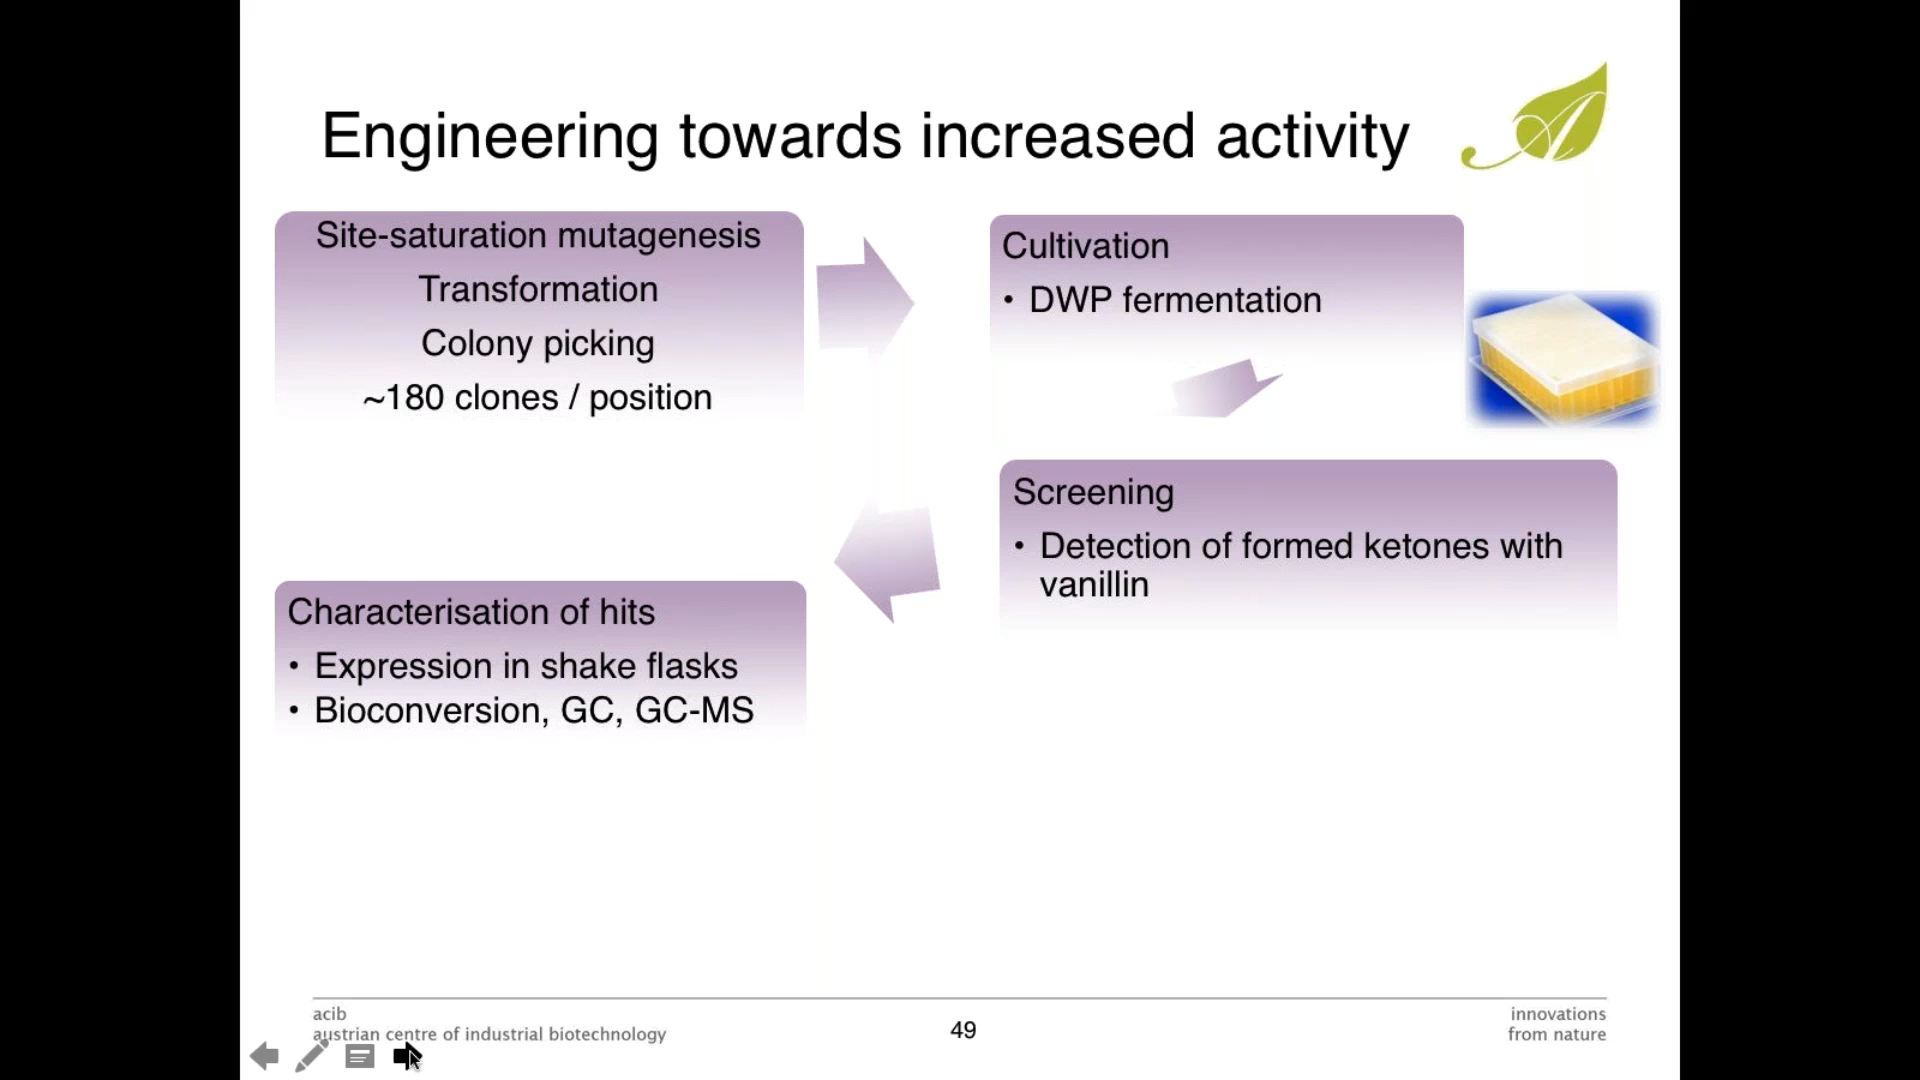 Engineering towards increased activity
Site-saturation mutagenesis
Transformation
Colony picking
~180 clones / position
Cultivation
• DWP fermentation
Screening
• Detection of formed ketones with
vanillin
Characterisation of hits
• Expression in shake flasks
• Bioconversion, GC, GC-MS
acib
austrian centre of industrial biotechnology
49
innovations
from nature